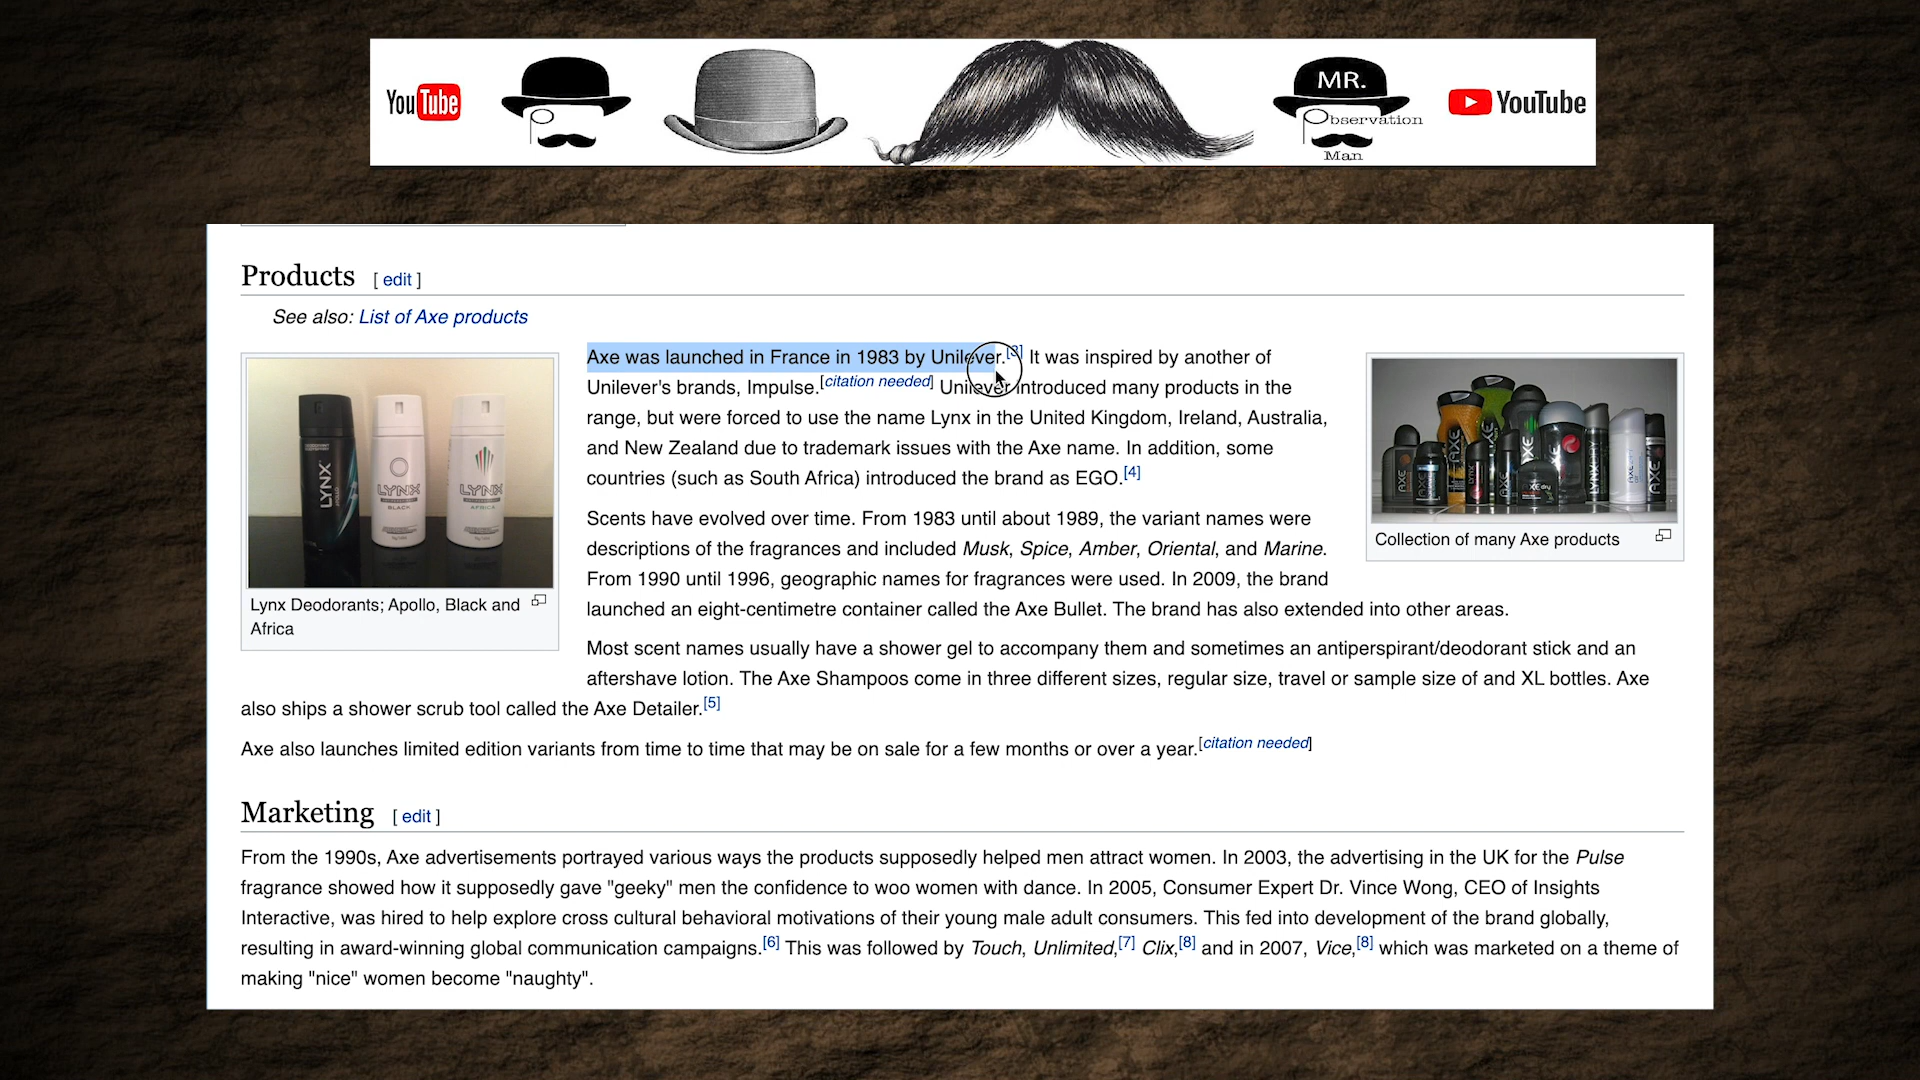 YouTube
MR.
Observation
Man
YouTube
Products [ edit ]
See also: List of Axe products
Axe was launched in France in 1983 by Unilever.[3] It was inspired by another of
Unilever's brands, Impulse.[citation needed] Unilever introduced many products in the
range, but were forced to use the name Lynx in the United Kingdom, Ireland, Australia,
and New Zealand due to trademark issues with the Axe name. In addition, some
countries (such as South Africa) introduced the brand as EGO.[4]
LYNX
LYNX
BLACK
LYNX
AFRICA
Lynx Deodorants; Apollo, Black and
Africa
AXE
AXE
LYNX
AXE
Collection of many Axe products
Scents have evolved over time. From 1983 until about 1989, the variant names were
descriptions of the fragrances and included Musk, Spice, Amber, Oriental, and Marine.
From 1990 until 1996, geographic names for fragrances were used. In 2009, the brand
launched an eight-centimetre container called the Axe Bullet. The brand has also extended into other areas.
Most scent names usually have a shower gel to accompany them and sometimes an antiperspirant/deodorant stick and an
aftershave lotion. The Axe Shampoos come in three different sizes, regular size, travel or sample size of and XL bottles. Axe
also ships a shower scrub tool called the Axe Detailer.[5]
Axe also launches limited edition variants from time to time that may be on sale for a few months or over a year.[citation needed]
Marketing [ edit ]
From the 1990s, Axe advertisements portrayed various ways the products supposedly helped men attract women. In 2003, the advertising in the UK for the Pulse
fragrance showed how it supposedly gave "geeky" men the confidence to woo women with dance. In 2005, Consumer Expert Dr. Vince Wong, CEO of Insights
Interactive, was hired to help explore cross cultural behavioral motivations of their young male adult consumers. This fed into development of the brand globally,
resulting in award-winning global communication campaigns.[6] This was followed by Touch, Unlimited,[7] Clix,[8] and in 2007, Vice,[8] which was marketed on a theme of
making "nice" women become "naughty".